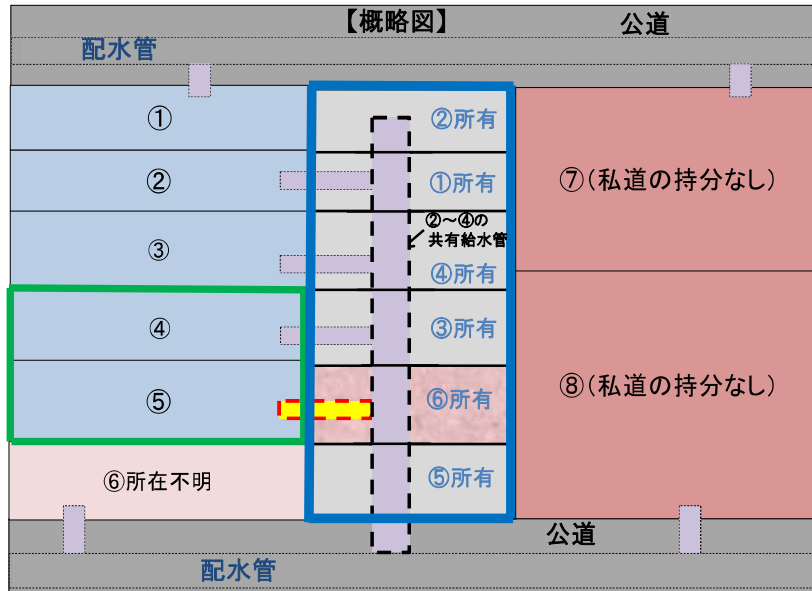 【概略図】
公道
配水管
①
②所有
②
①所有
⑦(私道の持分なし)
②~④の
共有給水管
③
④所有
④
③所有
⑧(私道の持分なし)
⑤
⑥所有
⑥所在不明
⑤所有
公道
配水管